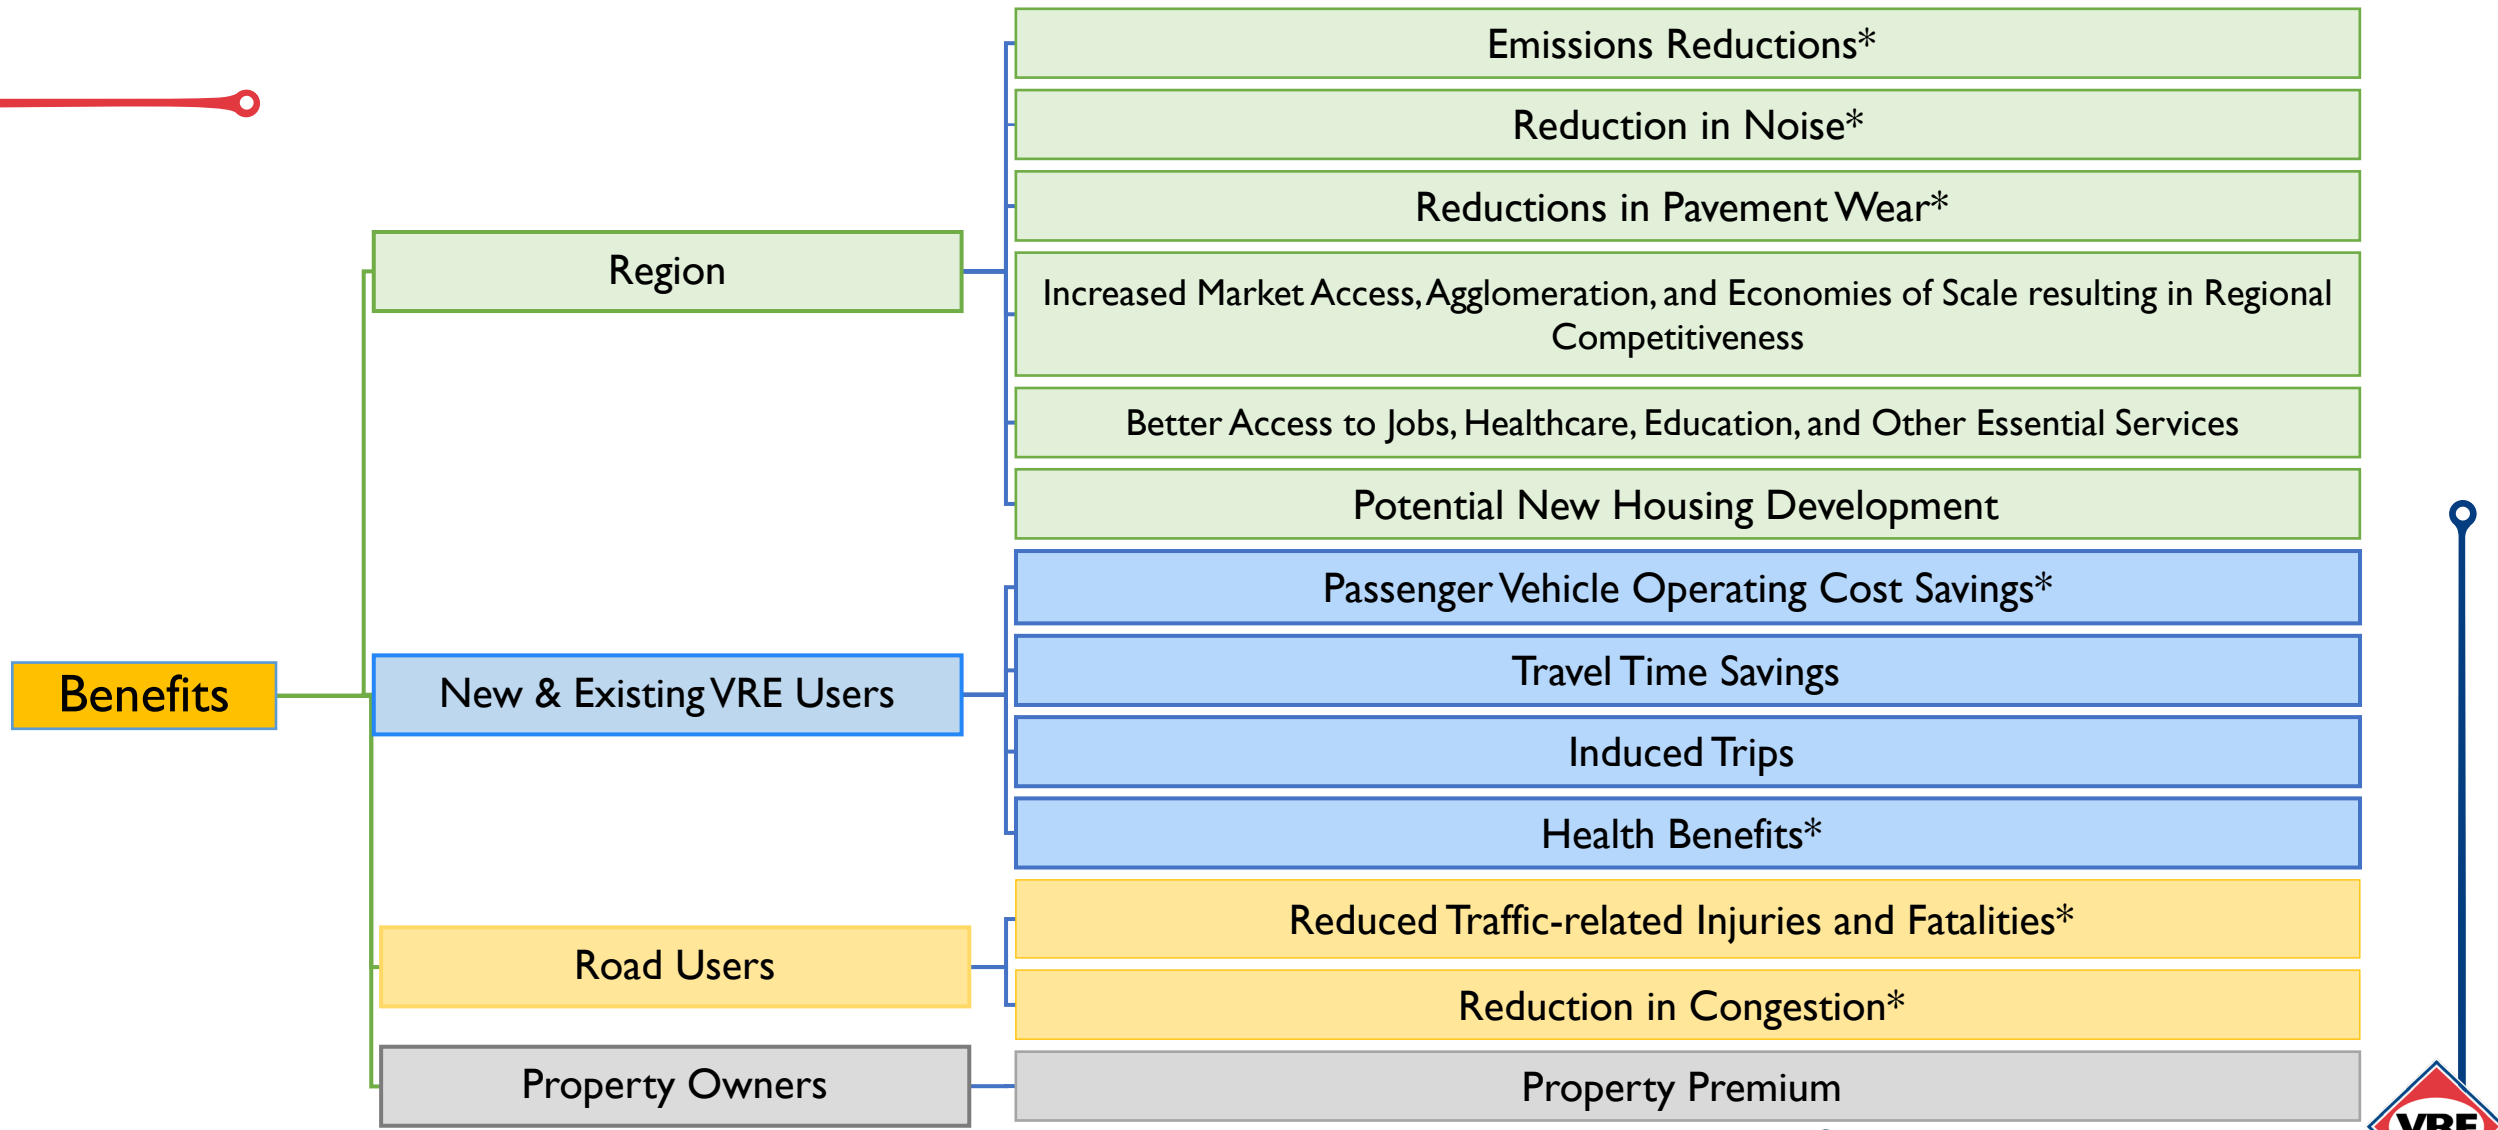 Benefits
Region
Emissions Reductions*
Reduction in Noise*
Reductions in Pavement Wear*
Increased Market Access, Agglomeration, and Economies of Scale resulting in Regional
Competitiveness
Better Access to Jobs, Healthcare, Education, and Other Essential Services
Potential New Housing Development
New & Existing VRE Users
Passenger Vehicle Operating Cost Savings*
Travel Time Savings
Induced Trips
Health Benefits*
Road Users
Reduced Traffic-related Injuries and Fatalities*
Reduction in Congestion*
Property Owners
Property Premium
VRE